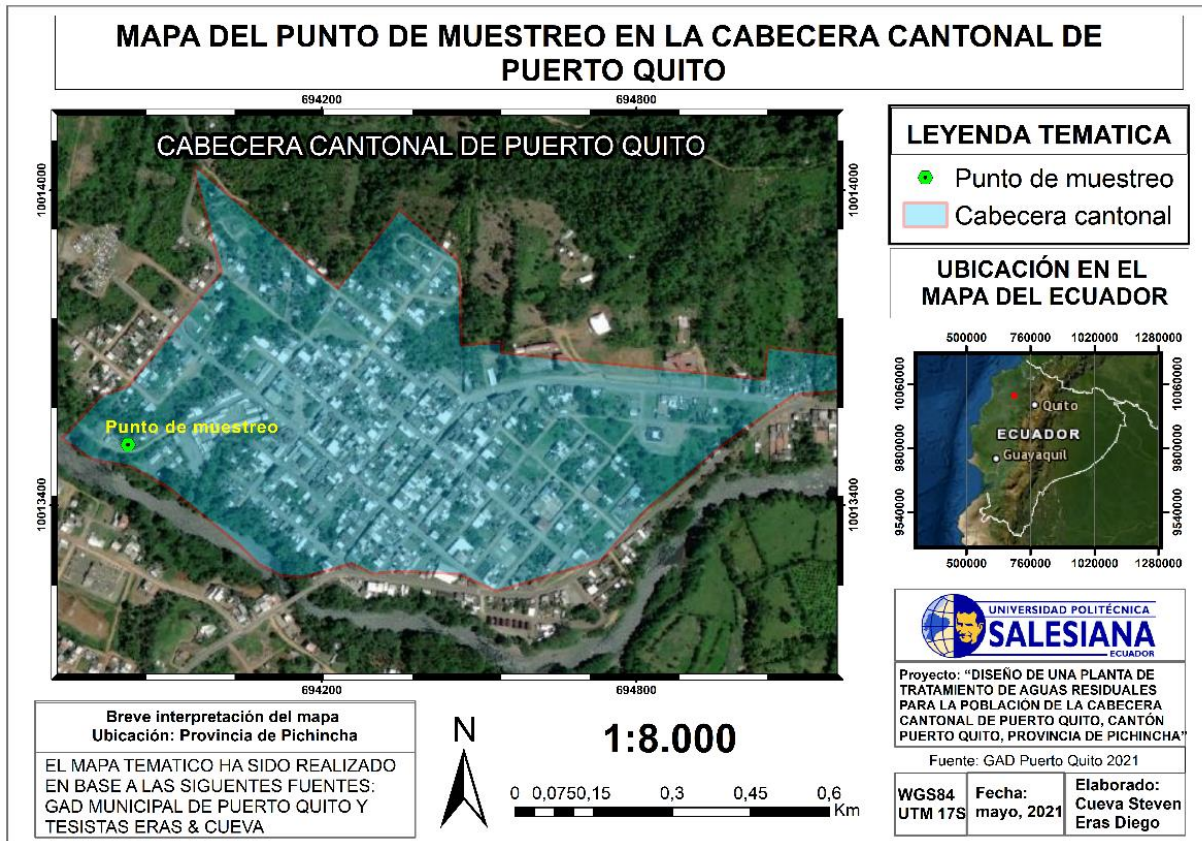 MAPA DEL PUNTO DE MUESTREO EN LA CABECERA CANTONAL DE
PUERTO QUITO
694200 694800
CABECERA CANTONAL DE PUERTO QUITO
10014000 10014000
Punto de muestreo
10013400 10013400
694200 694800
LEYENDA TEMATICA
Punto de muestreo
Cabecera cantonal
UBICACIÓN EN EL
MAPA DEL ECUADOR
500000 760000 1020000 1280000
10060000 10060000
Quito
ECUADOR
Guayaquil
9800000 9800000
9540000 9540000
500000 760000 1020000 1280000
UNIVERSIDAD POLITÉCNICA
SALESIANA
ECUADOR
Proyecto: “DISEÑO DE UNA PLANTA DE
TRATAMIENTO DE AGUAS RESIDUALES
PARA LA POBLACIÓN DE LA CABECERA
CANTONAL DE PUERTO QUITO, CANTÓN
PUERTO QUITO, PROVINCIA DE PICHINCHA”
Fuente: GAD Puerto Quito 2021
WGS84
UTM 17S
Fecha:
mayo, 2021
Elaborado:
Cueva Steven
Eras Diego
Breve interpretación del mapa
Ubicación: Provincia de Pichincha
EL MAPA TEMATICO HA SIDO REALIZADO
EN BASE A LAS SIGUIENTES FUENTES:
GAD MUNICIPAL DE PUERTO QUITO Y
TESISTAS ERAS & CUEVA
N
1:8.000
0 0,075 0,15 0,3 0,45 0,6
Km